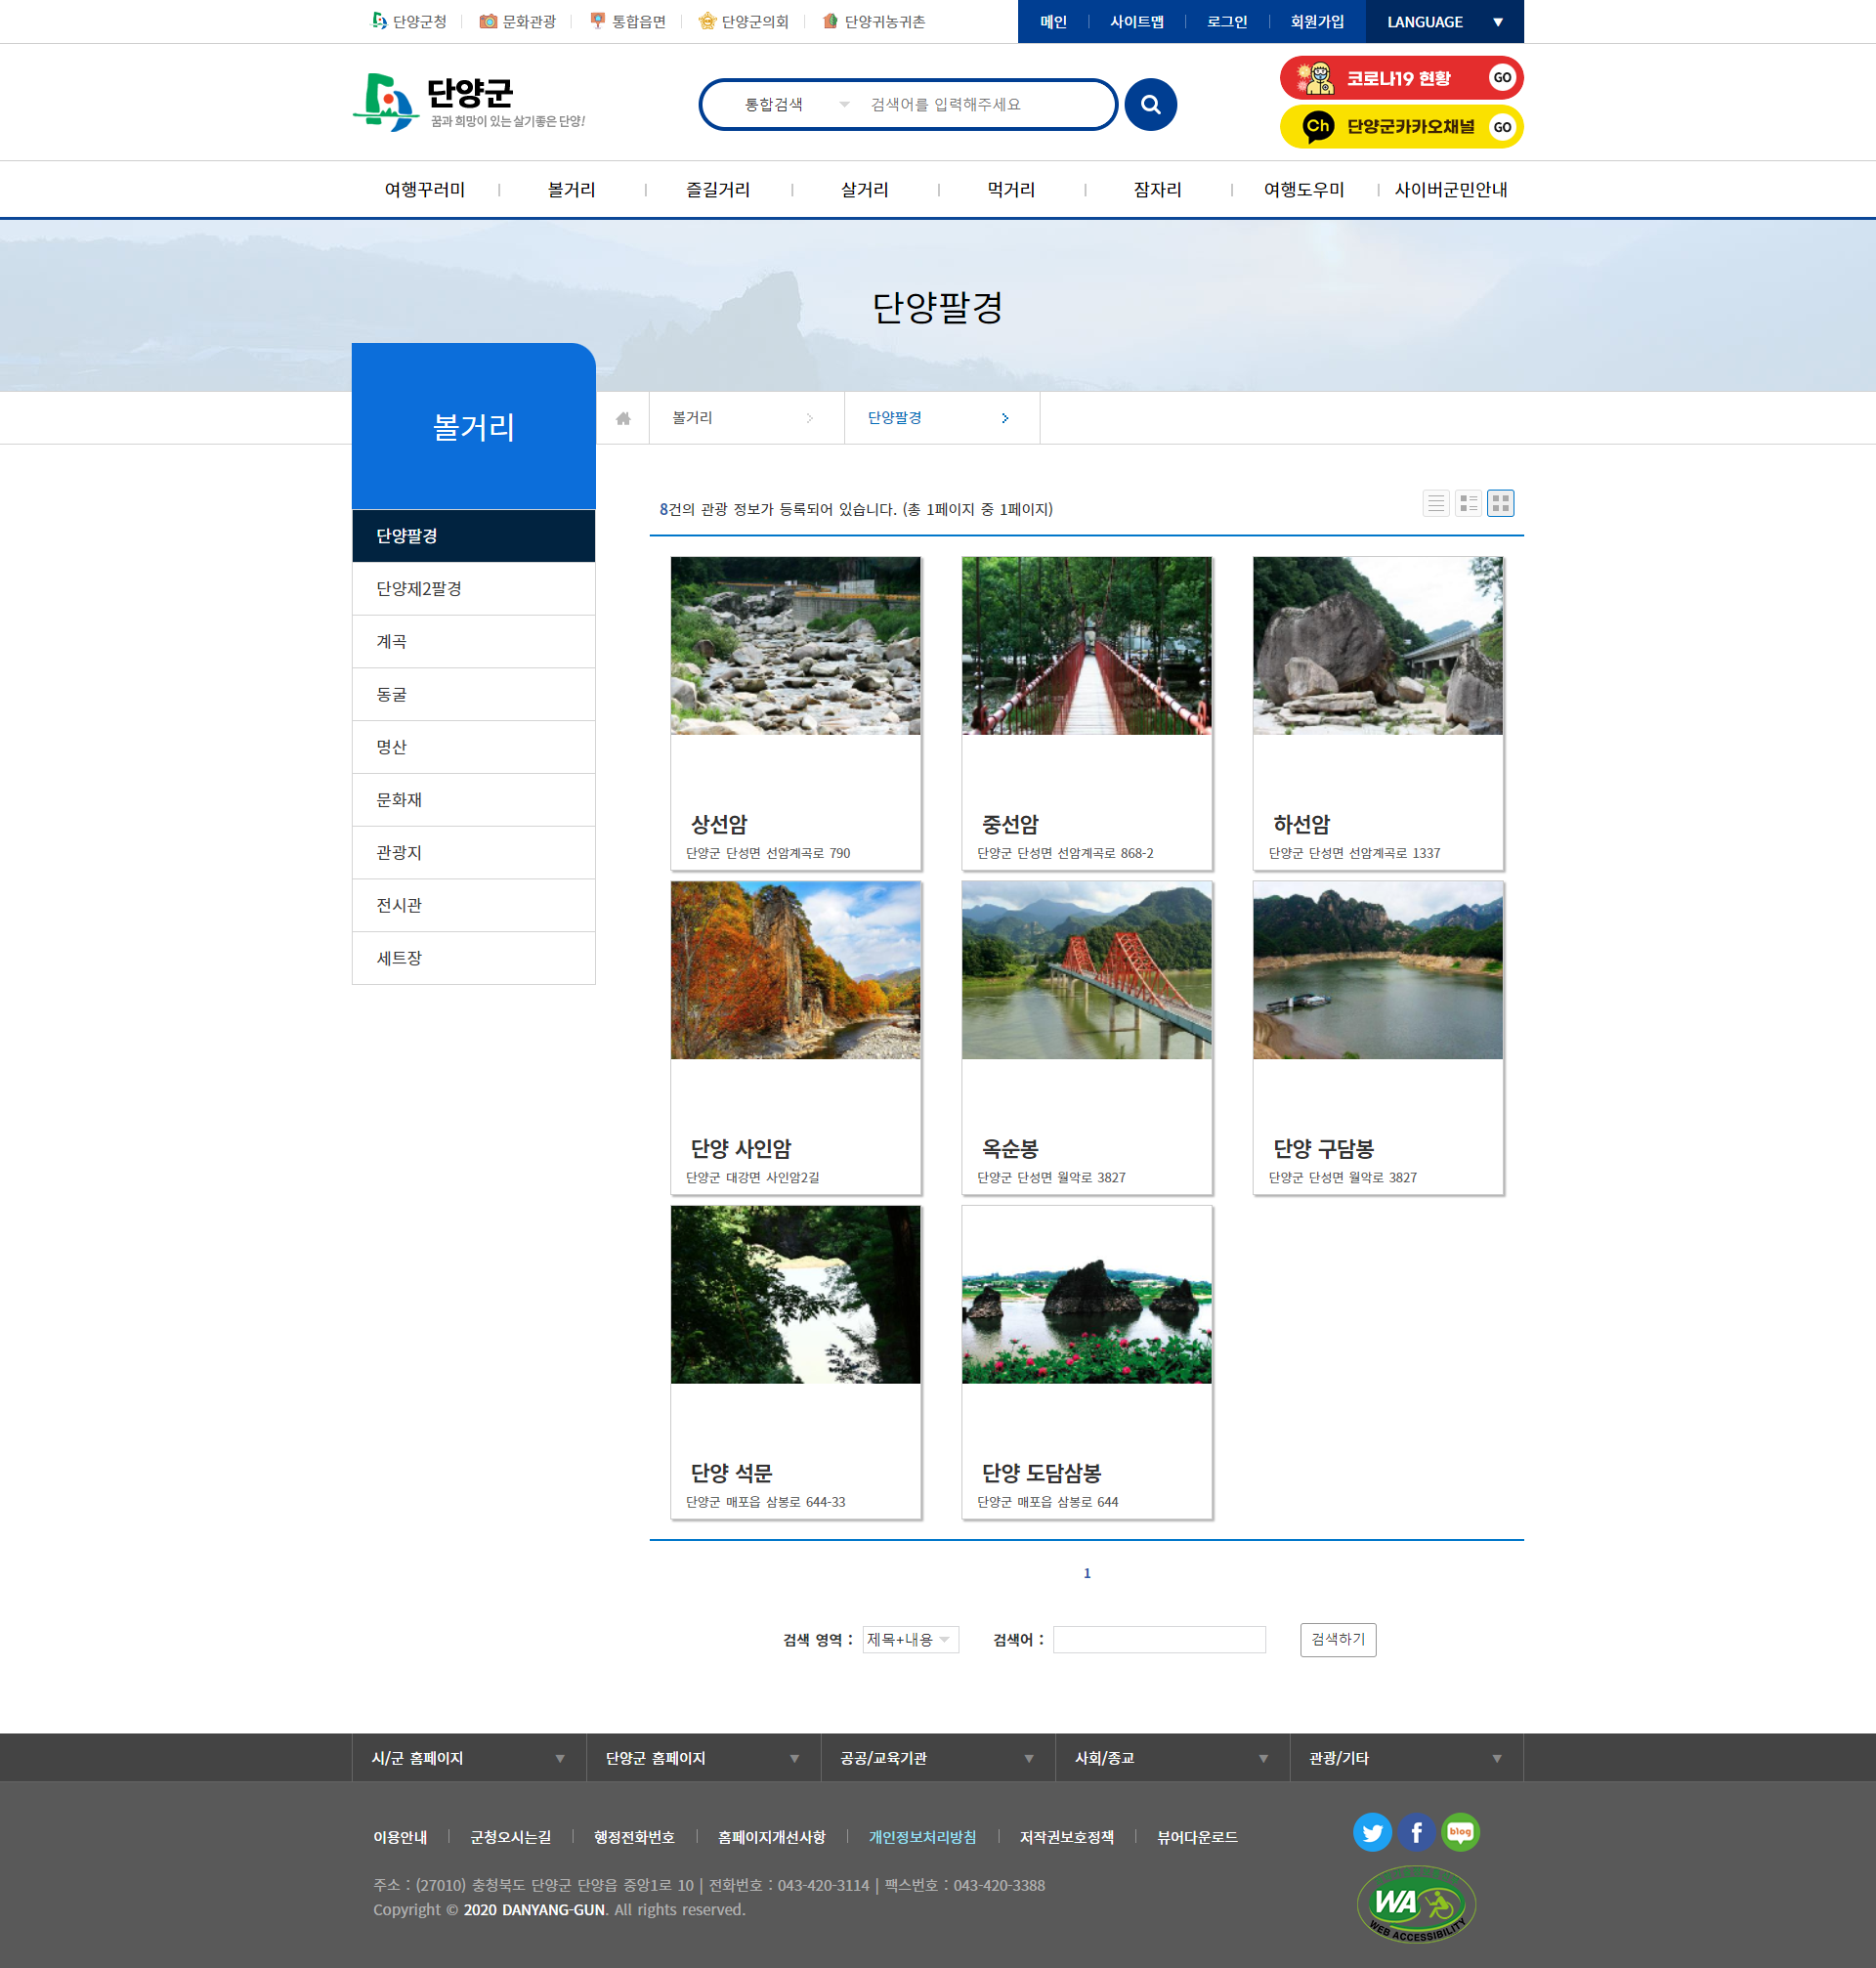 단양군청 문화관광 통합읍면 단양군의회 단양귀농귀촌 메인 사이트맵 로그인 회원가입 LANGUAGE ▼
단양군
꿈과 희망이 있는 살기좋은 단양!
통합검색 검색어를 입력해주세요
코로나19 현황 GO
Ch 단양군카카오채널 GO
여행꾸러미 볼거리 즐길거리 살거리 먹거리 잠자리 여행도우미 사이버군민안내
단양팔경
볼거리
볼거리 단양팔경
단양팔경
단양제2팔경
계곡
동굴
명산
문화재
관광지
전시관
세트장
8건의 관광 정보가 등록되어 있습니다. (총 1페이지 중 1페이지)
상선암
단양군 단성면 선암계곡로 790
중선암
단양군 단성면 선암계곡로 868-2
하선암
단양군 단성면 선암계곡로 1337
단양 사인암
단양군 대강면 사인암2길
옥순봉
단양군 단성면 월악로 3827
단양 구담봉
단양군 단성면 월악로 3827
단양 석문
단양군 매포읍 삼봉로 644-33
단양 도담삼봉
단양군 매포읍 삼봉로 644
1
검색 영역 : 제목+내용 검색어 : 검색하기
시/군 홈페이지 단양군 홈페이지 공공/교육기관 사회/종교 관광/기타
이용안내 군청오시는길 행정전화번호 홈페이지개선사항 개인정보처리방침 저작권보호정책 뷰어다운로드
주소 : (27010) 충청북도 단양군 단양읍 중앙1로 10 | 전화번호 : 043-420-3114 | 팩스번호 : 043-420-3388
Copyright © 2020 DANYANG-GUN. All rights reserved.
f
blog
WA
WEB ACCESSIBILITY